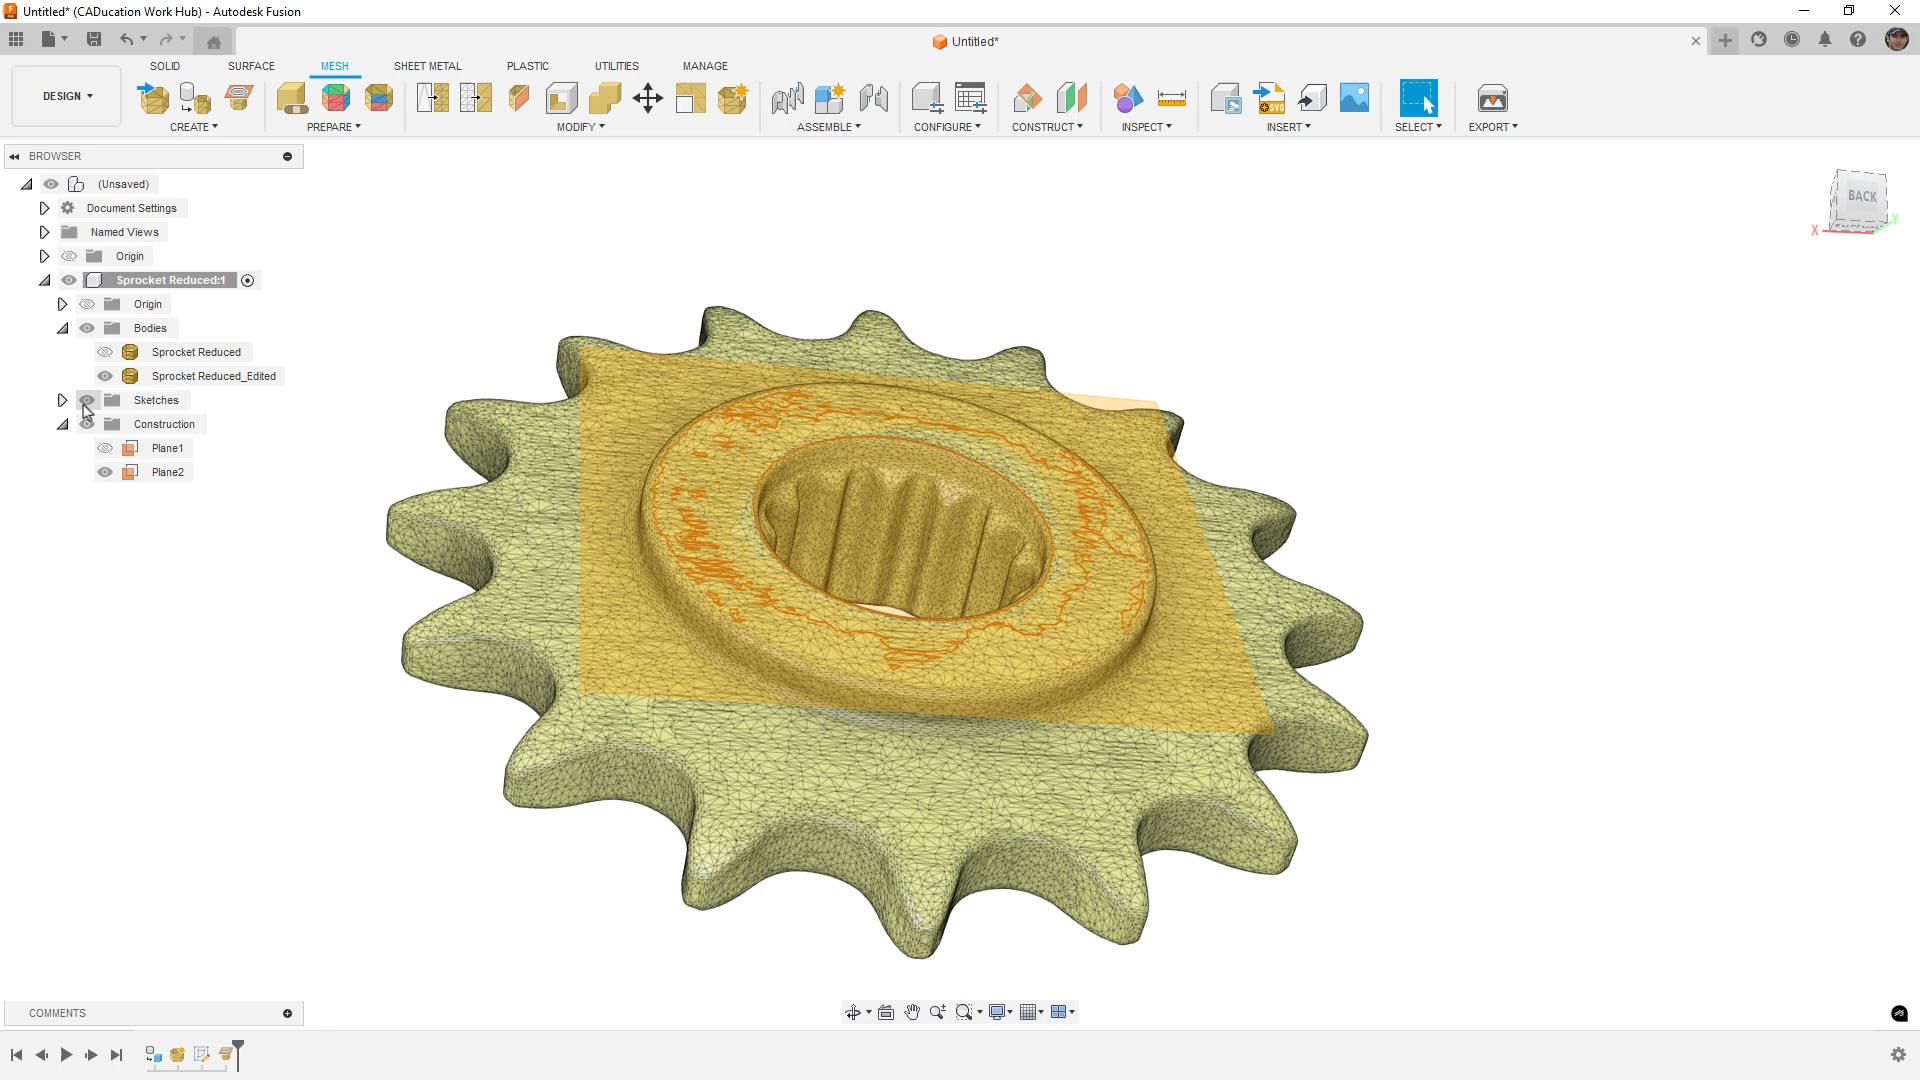 Untitled* (CADucation Work Hub) - Autodesk Fusion
Untitled*
SOLID SURFACE MESH SHEET METAL PLASTIC UTILITIES MANAGE
DESIGN
CREATE PREPARE MODIFY ASSEMBLE CONFIGURE CONSTRUCT INSPECT INSERT SELECT EXPORT
SVG
BROWSER
(Unsaved)
Document Settings
Named Views
Origin
Sprocket Reduced:1
Origin
Bodies
Sprocket Reduced
Sprocket Reduced_Edited
Sketches
Construction
Plane1
Plane2
BACK
X
Y
COMMENTS